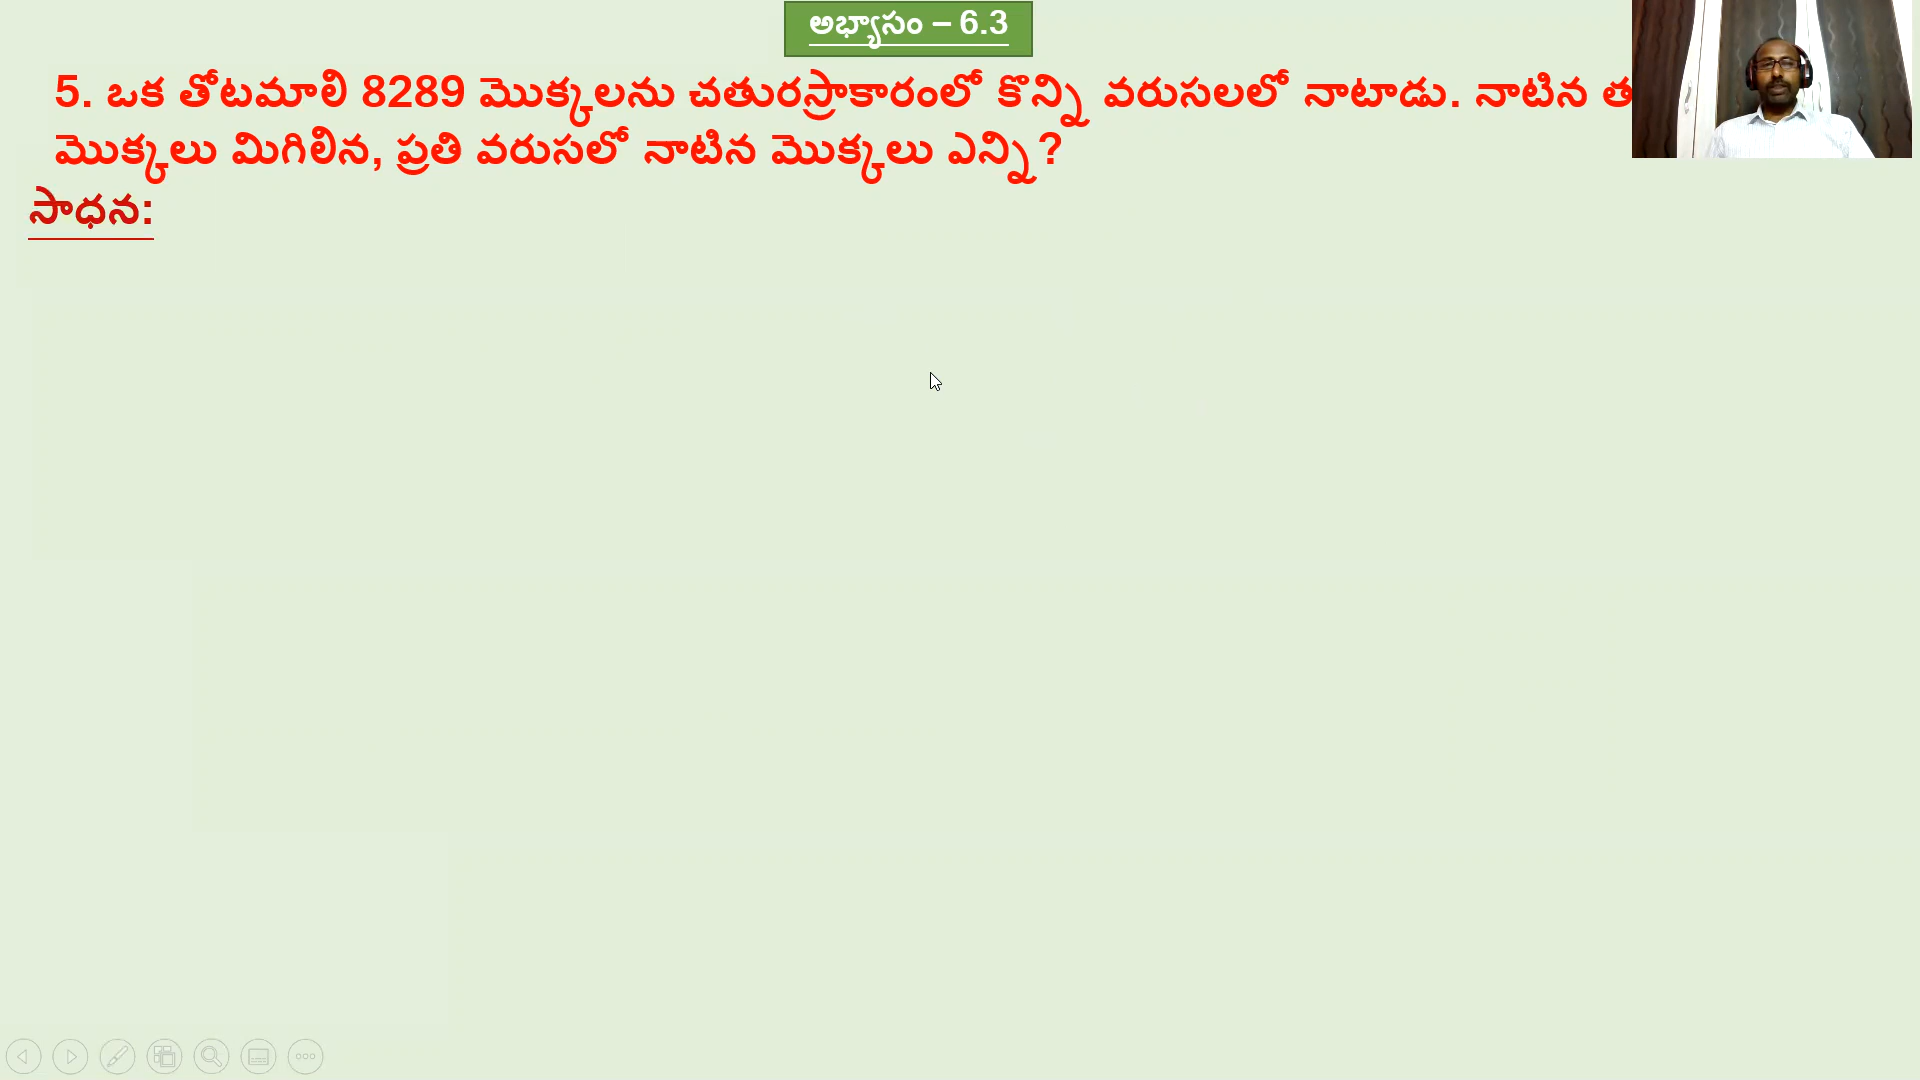 అభ్యాసం – 6.3
5. ఒక తోటమాలి 8289 మొక్కలను చతురస్రాకారంలో కొన్ని వరుసలలో నాటాడు. నాటిన
మొక్కలు మిగిలిన, ప్రతి వరుసలో నాటిన మొక్కలు ఎన్ని?
సాధన: